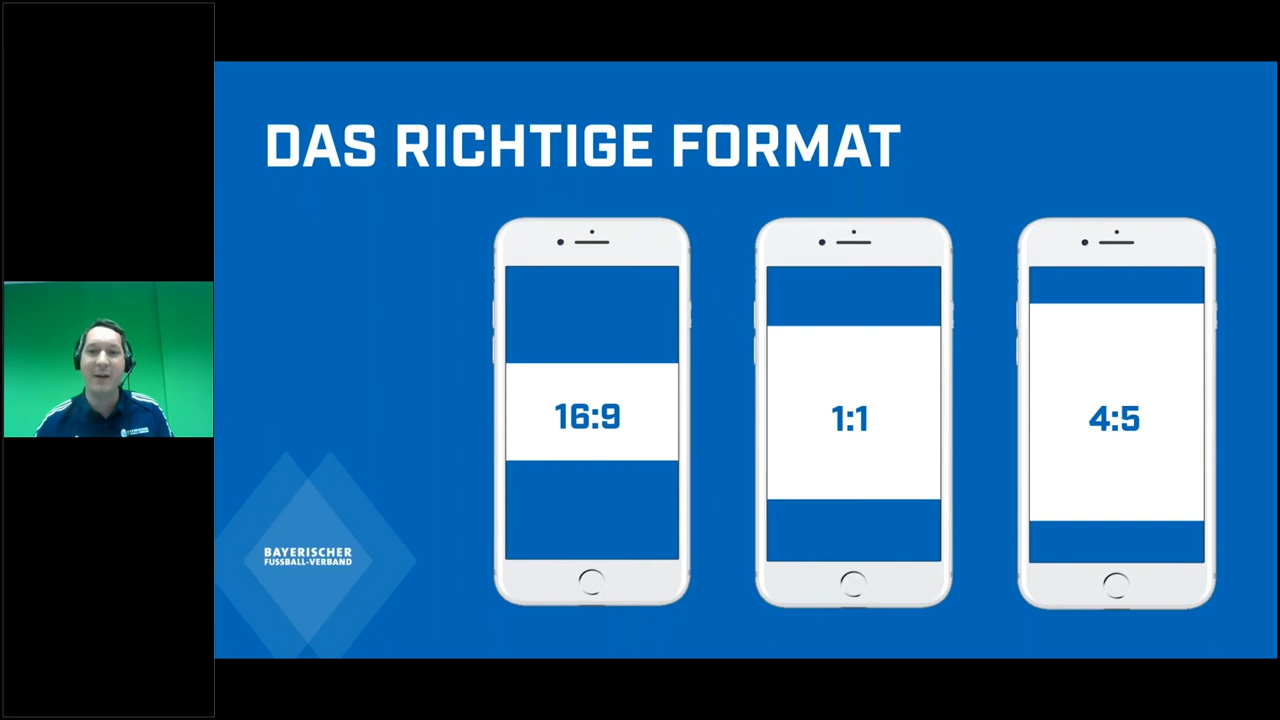 DAS RICHTIGE FORMAT
16:9
1:1
4:5
BAYERISCHER
FUSSBALL-VERBAND